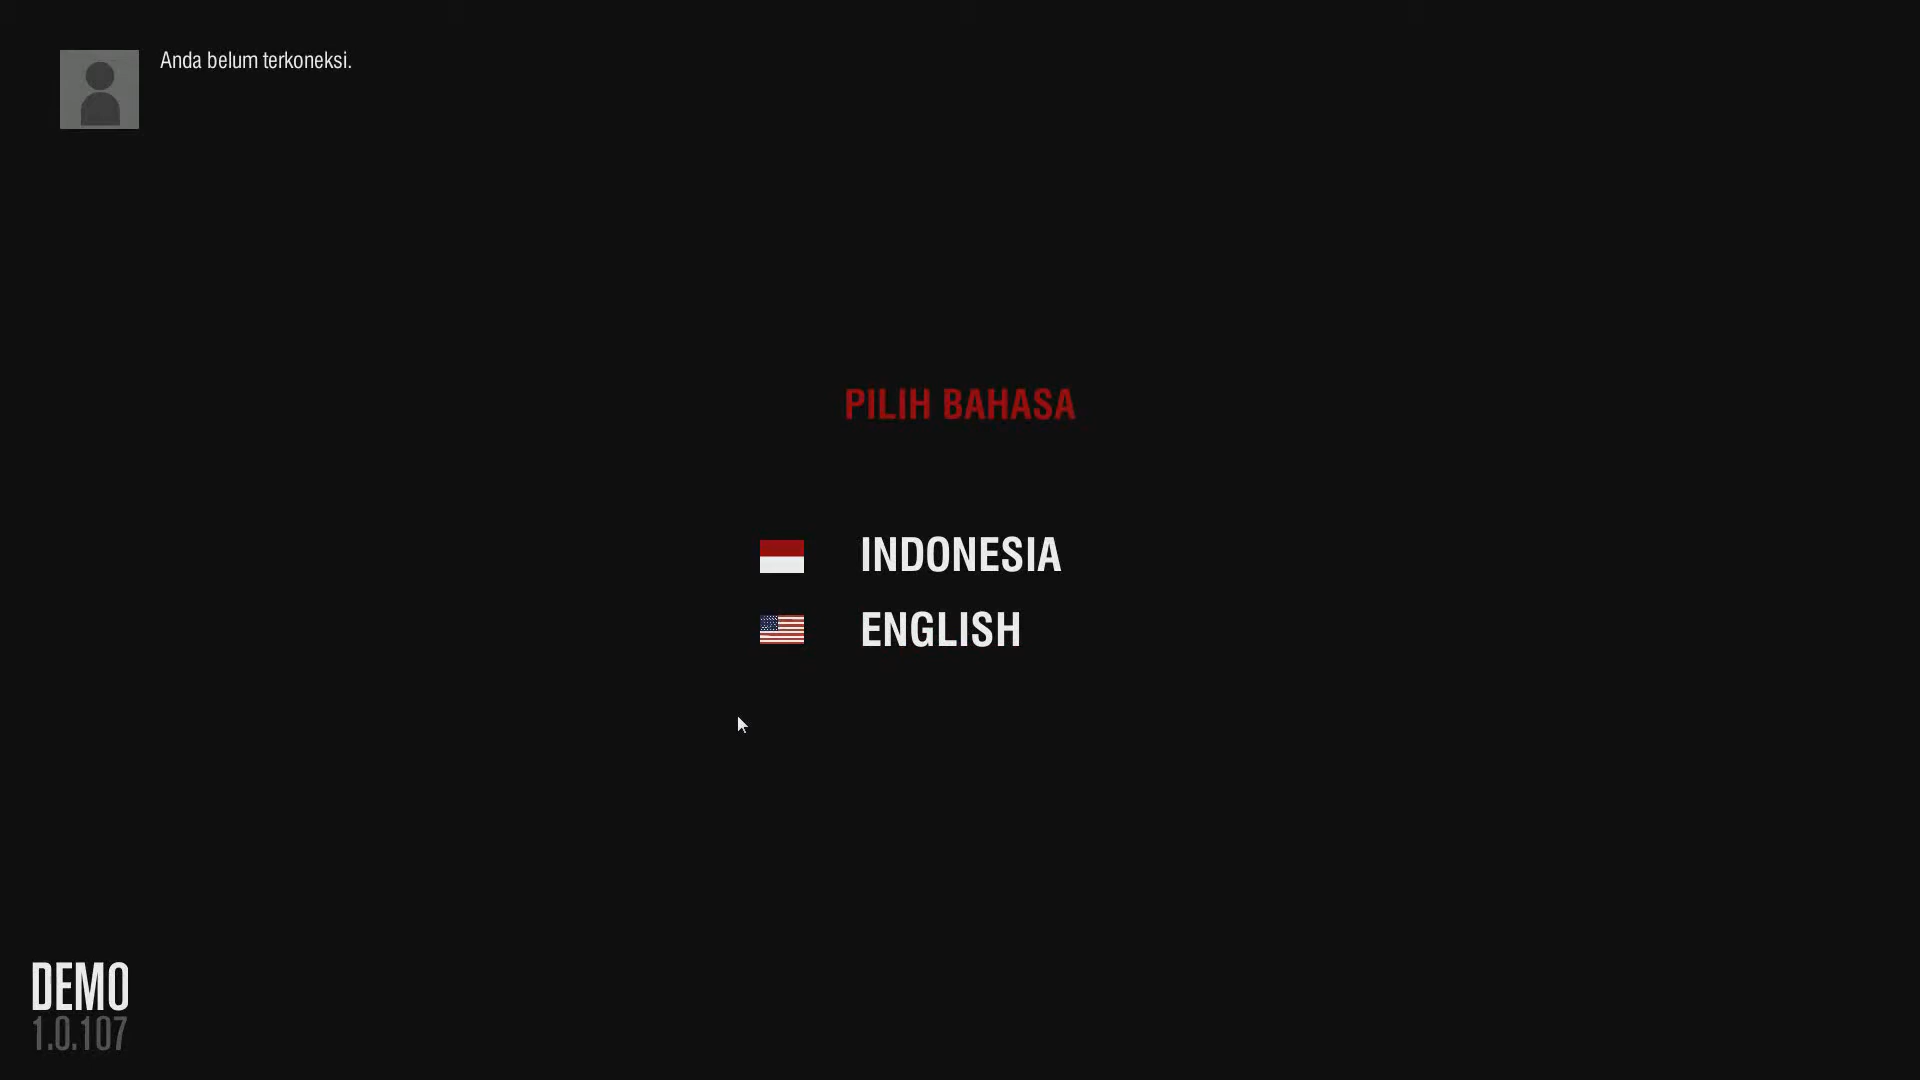 Anda belum terkoneksi.
PILIH BAHASA
INDONESIA
ENGLISH
DEMO
1.0.107